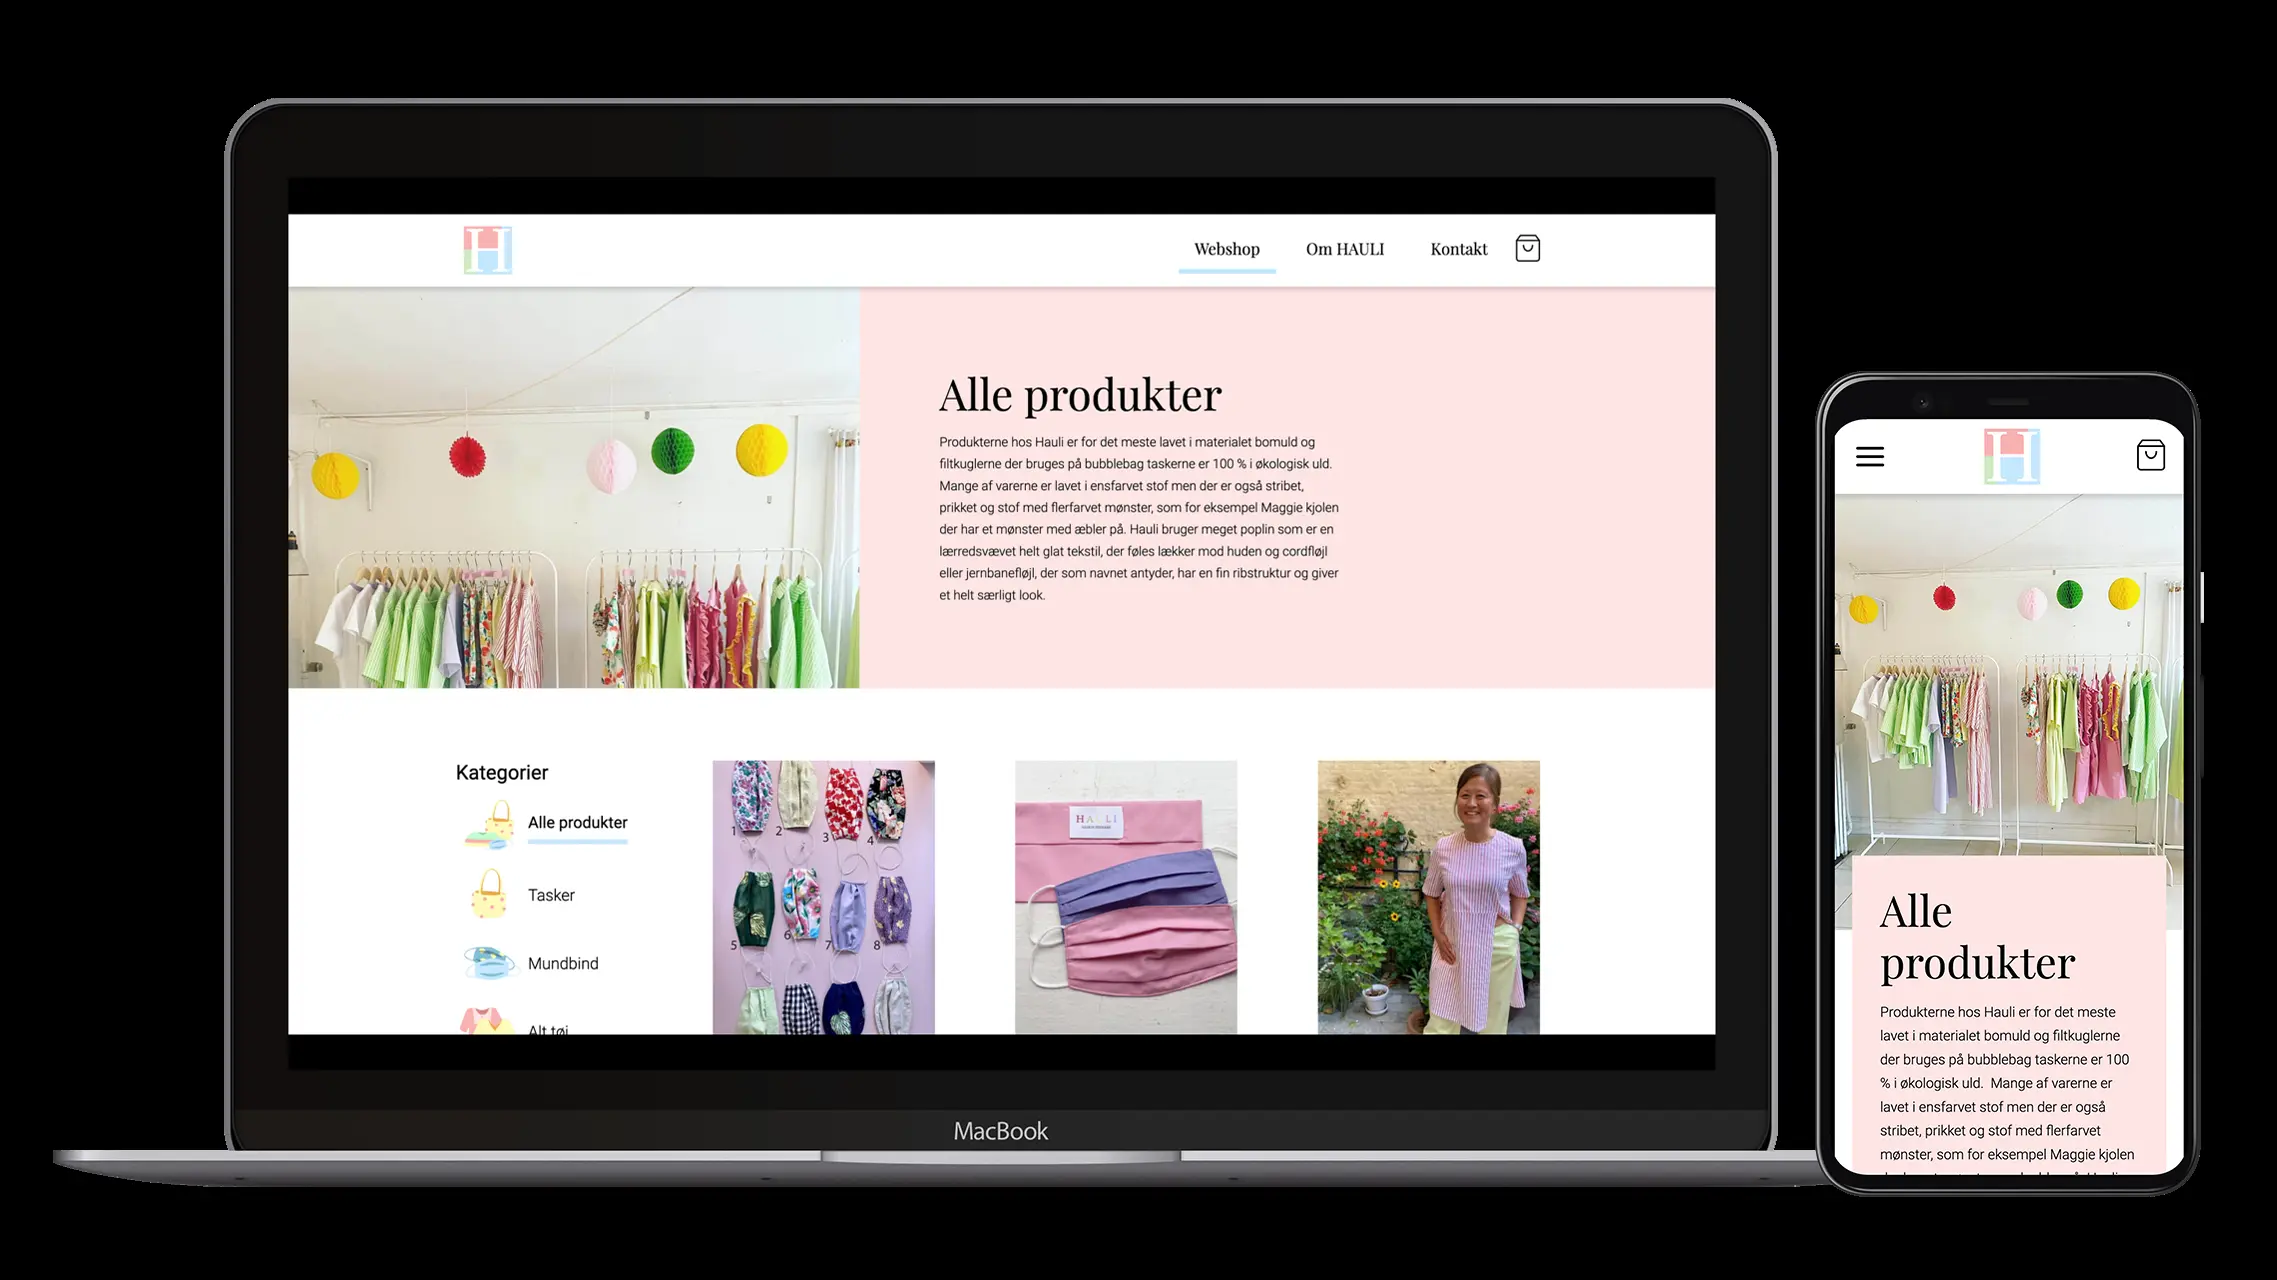 H
Webshop
Om HAULI
Kontakt
Alle produkter
Produkterne hos Hauli er for det meste lavet i materialet bomuld og
filtkuglerne der bruges på bubblebag taskerne er 100 % i økologisk uld.
Mange af varerne er lavet i ensfarvet stof men der er også stribet,
prikket og stof med flerfarvet mønster, som for eksempel Maggie kjolen
der har et mønster med æbler på. Hauli bruger meget poplin som er en
lærredsvævet helt glat tekstil, der føles lækker mod huden og cordfløjl
eller jernbanefløjl, der som navnet antyder, har en fin ribstruktur og giver
et helt særligt look.
Kategorier
Alle produkter
Tasker
Mundbind
Alt tøj
1
2
3
4
5
6
7
8
HAULI
MacBook
H
Alle
produkter
Produkterne hos Hauli er for det meste
lavet i materialet bomuld og filtkuglerne
der bruges på bubblebag taskerne er 100
% i økologisk uld. Mange af varerne er
lavet i ensfarvet stof men der er også
stribet, prikket og stof med flerfarvet
mønster, som for eksempel Maggie kjolen